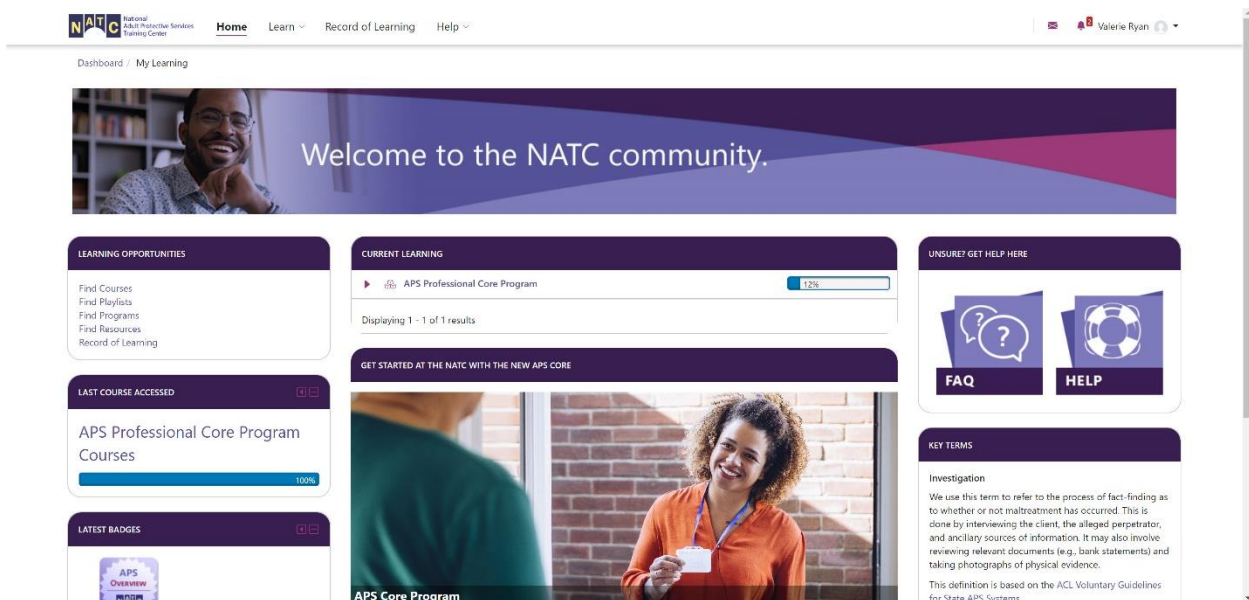 NATC National
Adult Protective Services
Training Center
Home Learn Record of Learning Help 2 Valerie Ryan
Dashboard / My Learning
Welcome to the NATC community.
LEARNING OPPORTUNITIES
Find Courses
Find Playlists
Find Programs
Find Resources
Record of Learning
LAST COURSE ACCESSED
APS Professional Core Program
Courses
100%
LATEST BADGES
APS
OVERVIEW
NATC
CURRENT LEARNING
APS Professional Core Program 12%
Displaying 1 - 1 of 1 results
GET STARTED AT THE NATC WITH THE NEW APS CORE
APS Core Program
UNSURE? GET HELP HERE
FAQ HELP
KEY TERMS
Investigation
We use this term to refer to the process of fact-finding as
to whether or not maltreatment has occurred. This is
done by interviewing the client, the alleged perpetrator,
and ancillary sources of information. It may also involve
reviewing relevant documents (e.g., bank statements) and
taking photographs of physical evidence.
This definition is based on the ACL Voluntary Guidelines
for State APS Systems